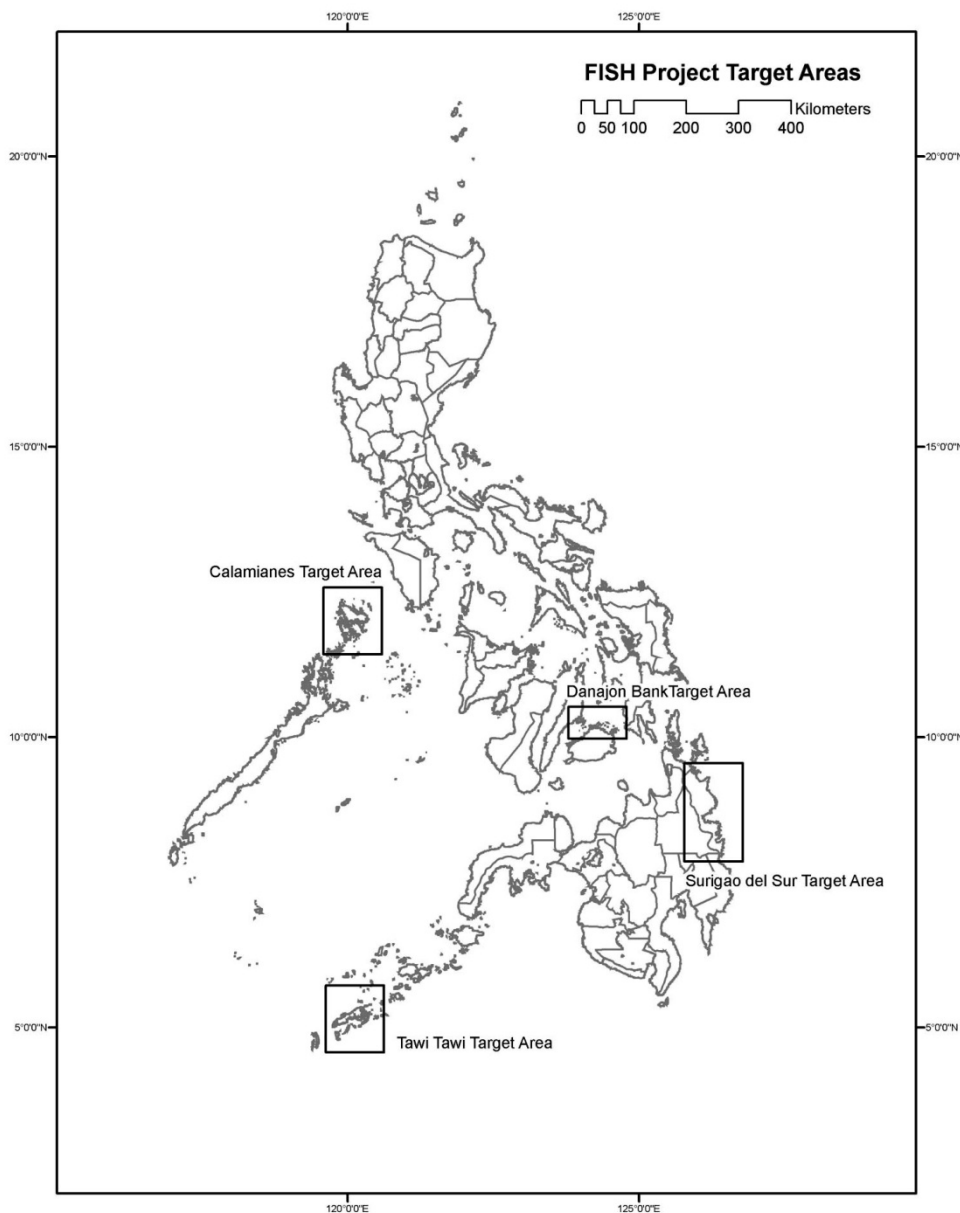 120°0'0"E 125°0'0"E
FISH Project Target Areas
Kilometers
0 50 100 200 300 400
20°0'0"N 20°0'0"N
15°0'0"N 15°0'0"N
Calamianes Target Area
Danajon BankTarget Area
10°0'0"N 10°0'0"N
Surigao del Sur Target Area
5°0'0"N 5°0'0"N
Tawi Tawi Target Area
120°0'0"E 125°0'0"E